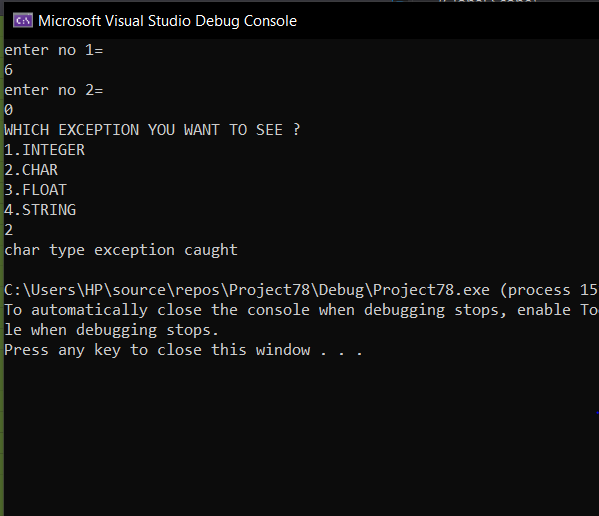 Microsoft Visual Studio Debug Console
enter no 1=
6
enter no 2=
0
WHICH EXCEPTION YOU WANT TO SEE ?
1.INTEGER
2.CHAR
3.FLOAT
4.STRING
2
char type exception caught
C:\Users\HP\source\repos\Project78\Debug\Project78.exe (process 15
To automatically close the console when debugging stops, enable To
le when debugging stops.
Press any key to close this window . . .